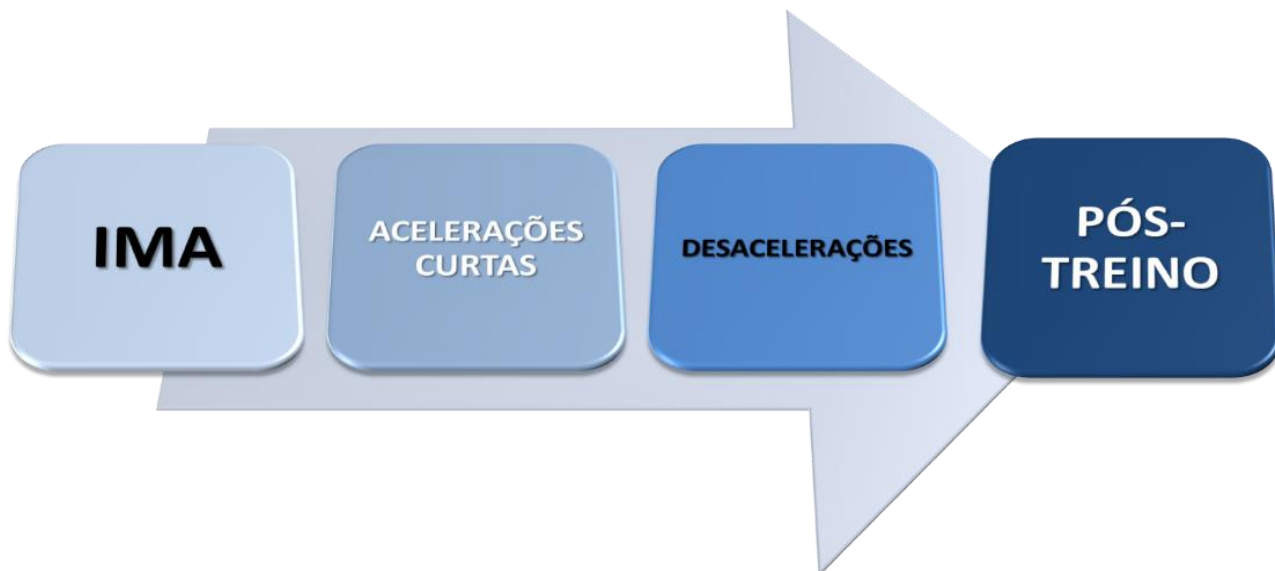 IMA
ACELERAÇÕES
CURTAS
DESACELERAÇÕES
PÓS-
TREINO